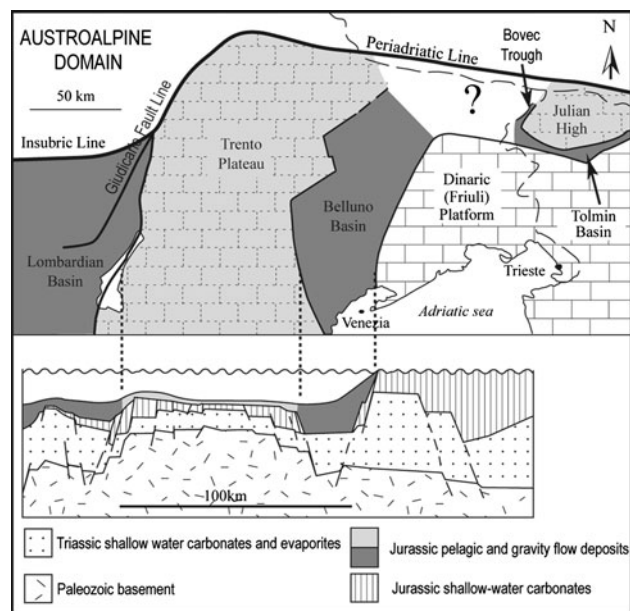 AUSTROALPINE
DOMAIN
50 km
Insubric Line
Giudicarie Fault Line
Periadriatic Line
Bovec
Trough
N
?
Julian
High
Trento
Plateau
Belluno
Basin
Dinaric
(Friuli)
Platform
Tolmin
Basin
Lombardian
Basin
Trieste
Venezia
Adriatic sea
100km
Triassic shallow water carbonates and evaporites
Jurassic pelagic and gravity flow deposits
Paleozoic basement
Jurassic shallow-water carbonates